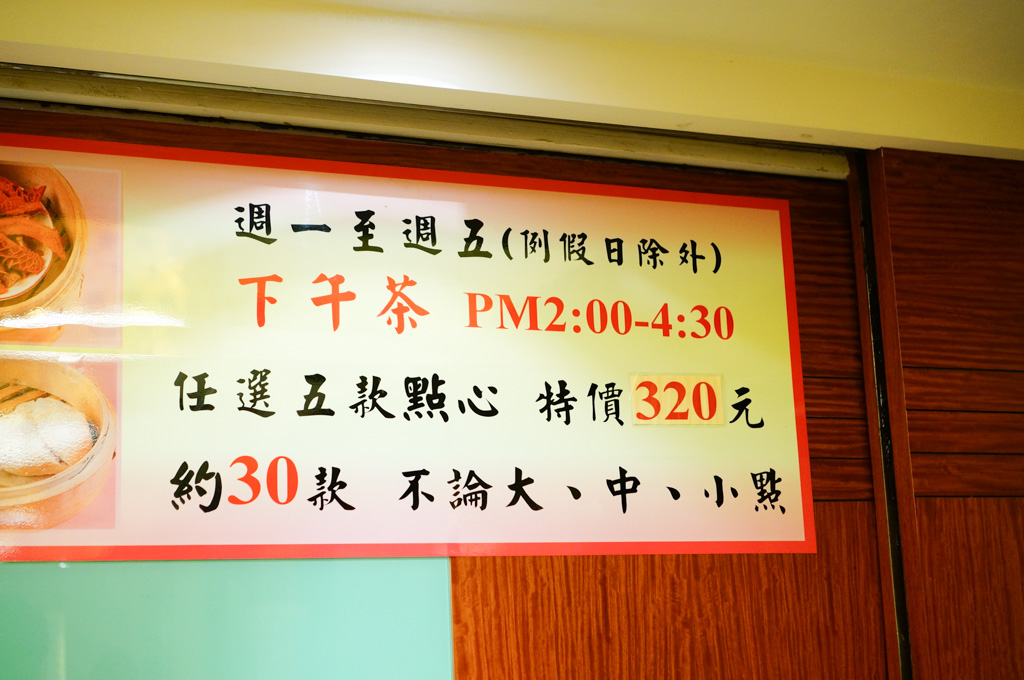 週一至週五(例假日除外)
下午茶 PM2:00-4:30
任選五款點心 特價320元
約30款 不論大、中、小點